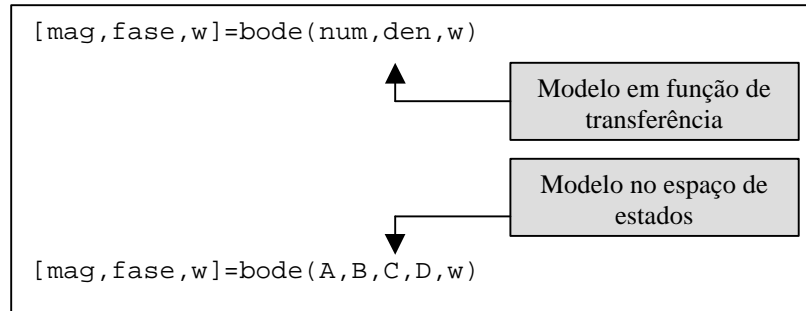 [mag,fase,w]=bode(num,den,w)
Modelo em função de
transferência
Modelo no espaço de
estados
[mag,fase,w]=bode(A,B,C,D,w)